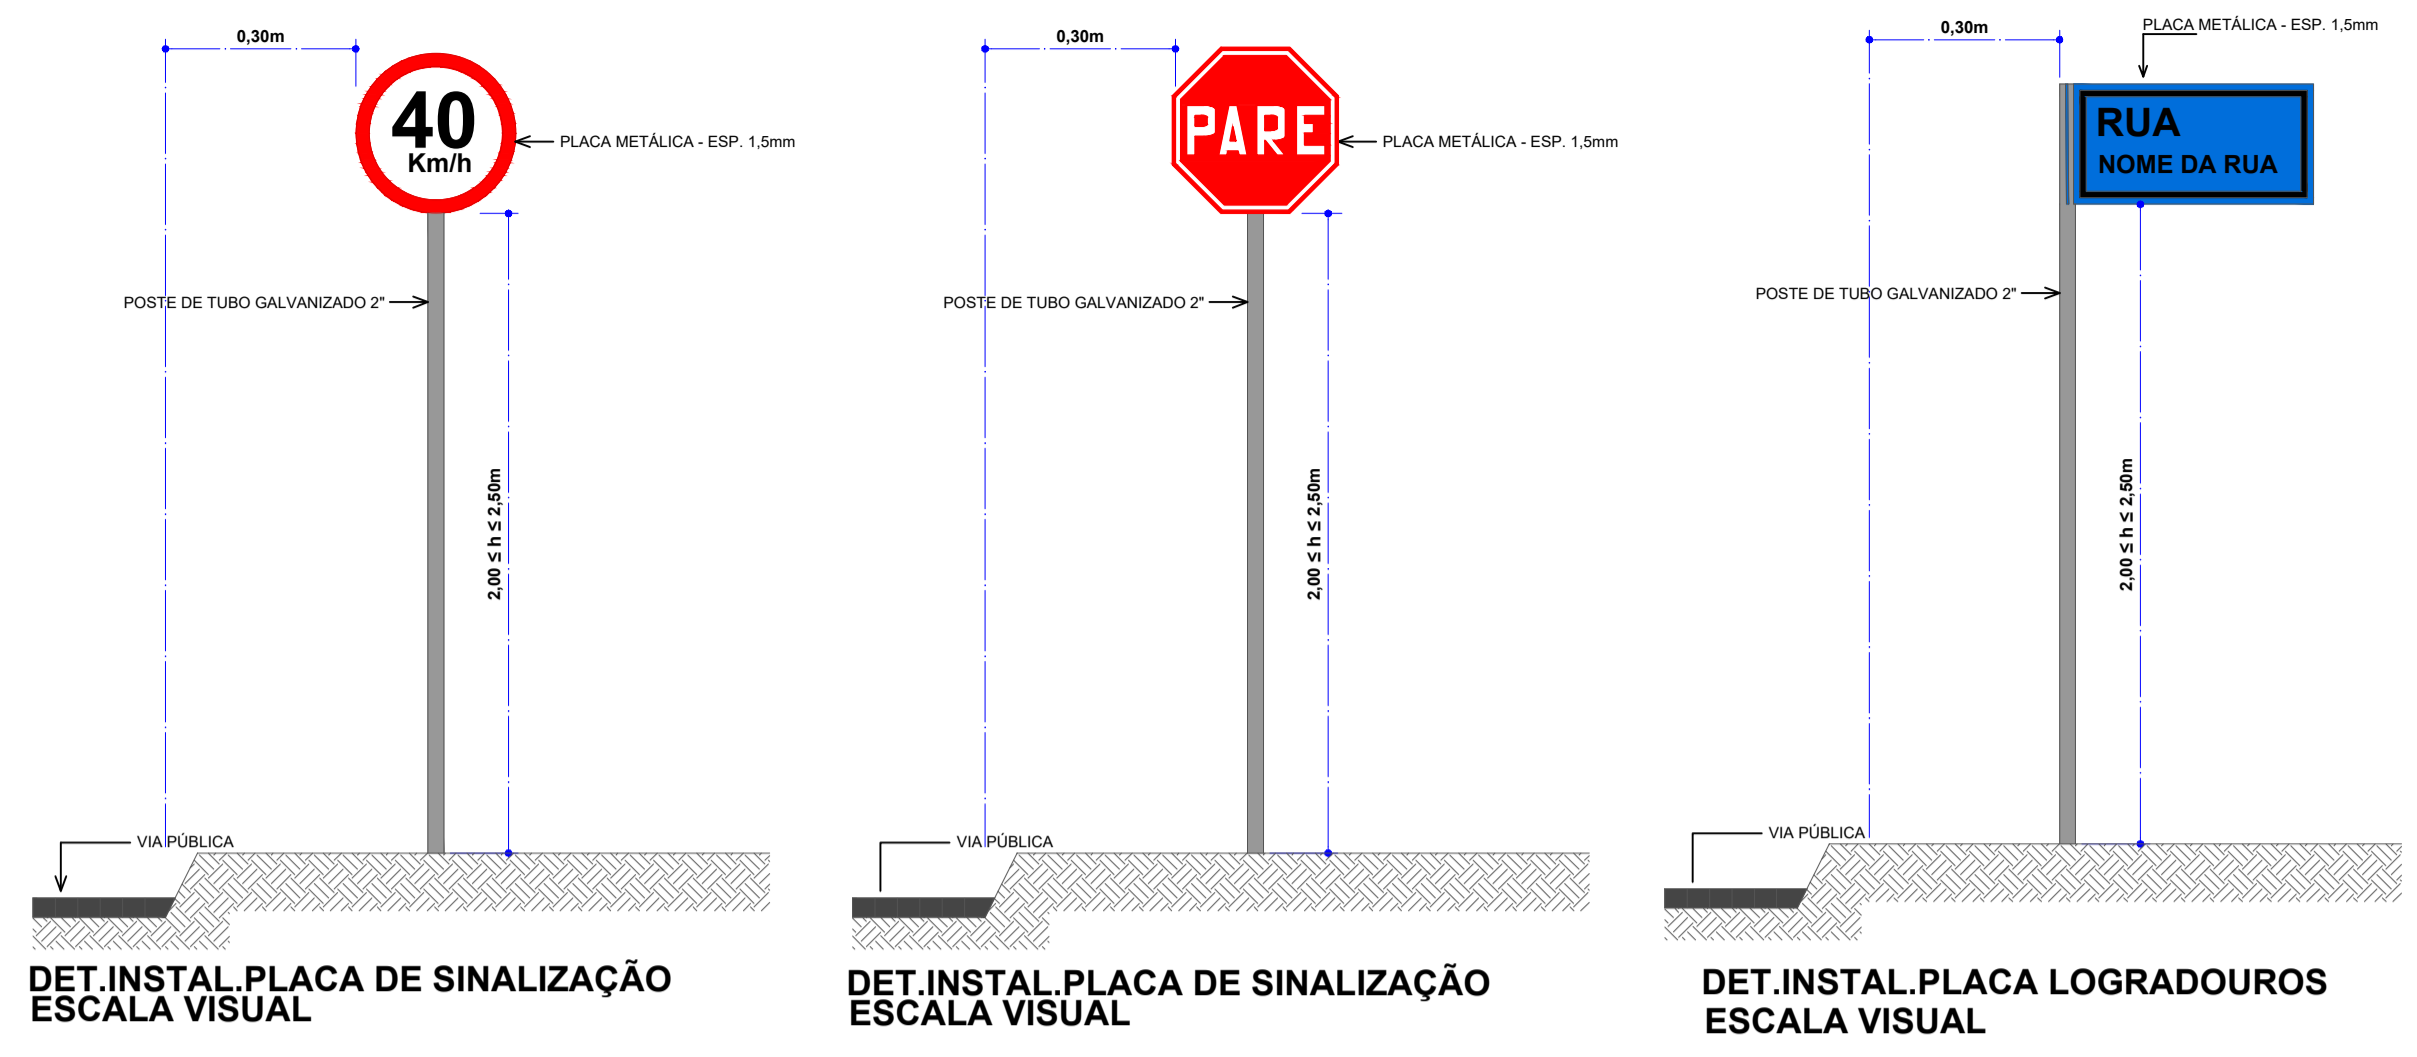 0,30m
40
Km/h
PLACA METÁLICA - ESP. 1,5mm
POSTE DE TUBO GALVANIZADO 2"
2,00 ≤ h ≤ 2,50m
VIA PÚBLICA
DET.INSTAL.PLACA DE SINALIZAÇÃO
ESCALA VISUAL
0,30m
PARE
PLACA METÁLICA - ESP. 1,5mm
POSTE DE TUBO GALVANIZADO 2"
2,00 ≤ h ≤ 2,50m
VIA PÚBLICA
DET.INSTAL.PLACA DE SINALIZAÇÃO
ESCALA VISUAL
PLACA METÁLICA - ESP. 1,5mm
0,30m
RUA
NOME DA RUA
POSTE DE TUBO GALVANIZADO 2"
2,00 ≤ h ≤ 2,50m
VIA PÚBLICA
DET.INSTAL.PLACA LOGRADOUROS
ESCALA VISUAL